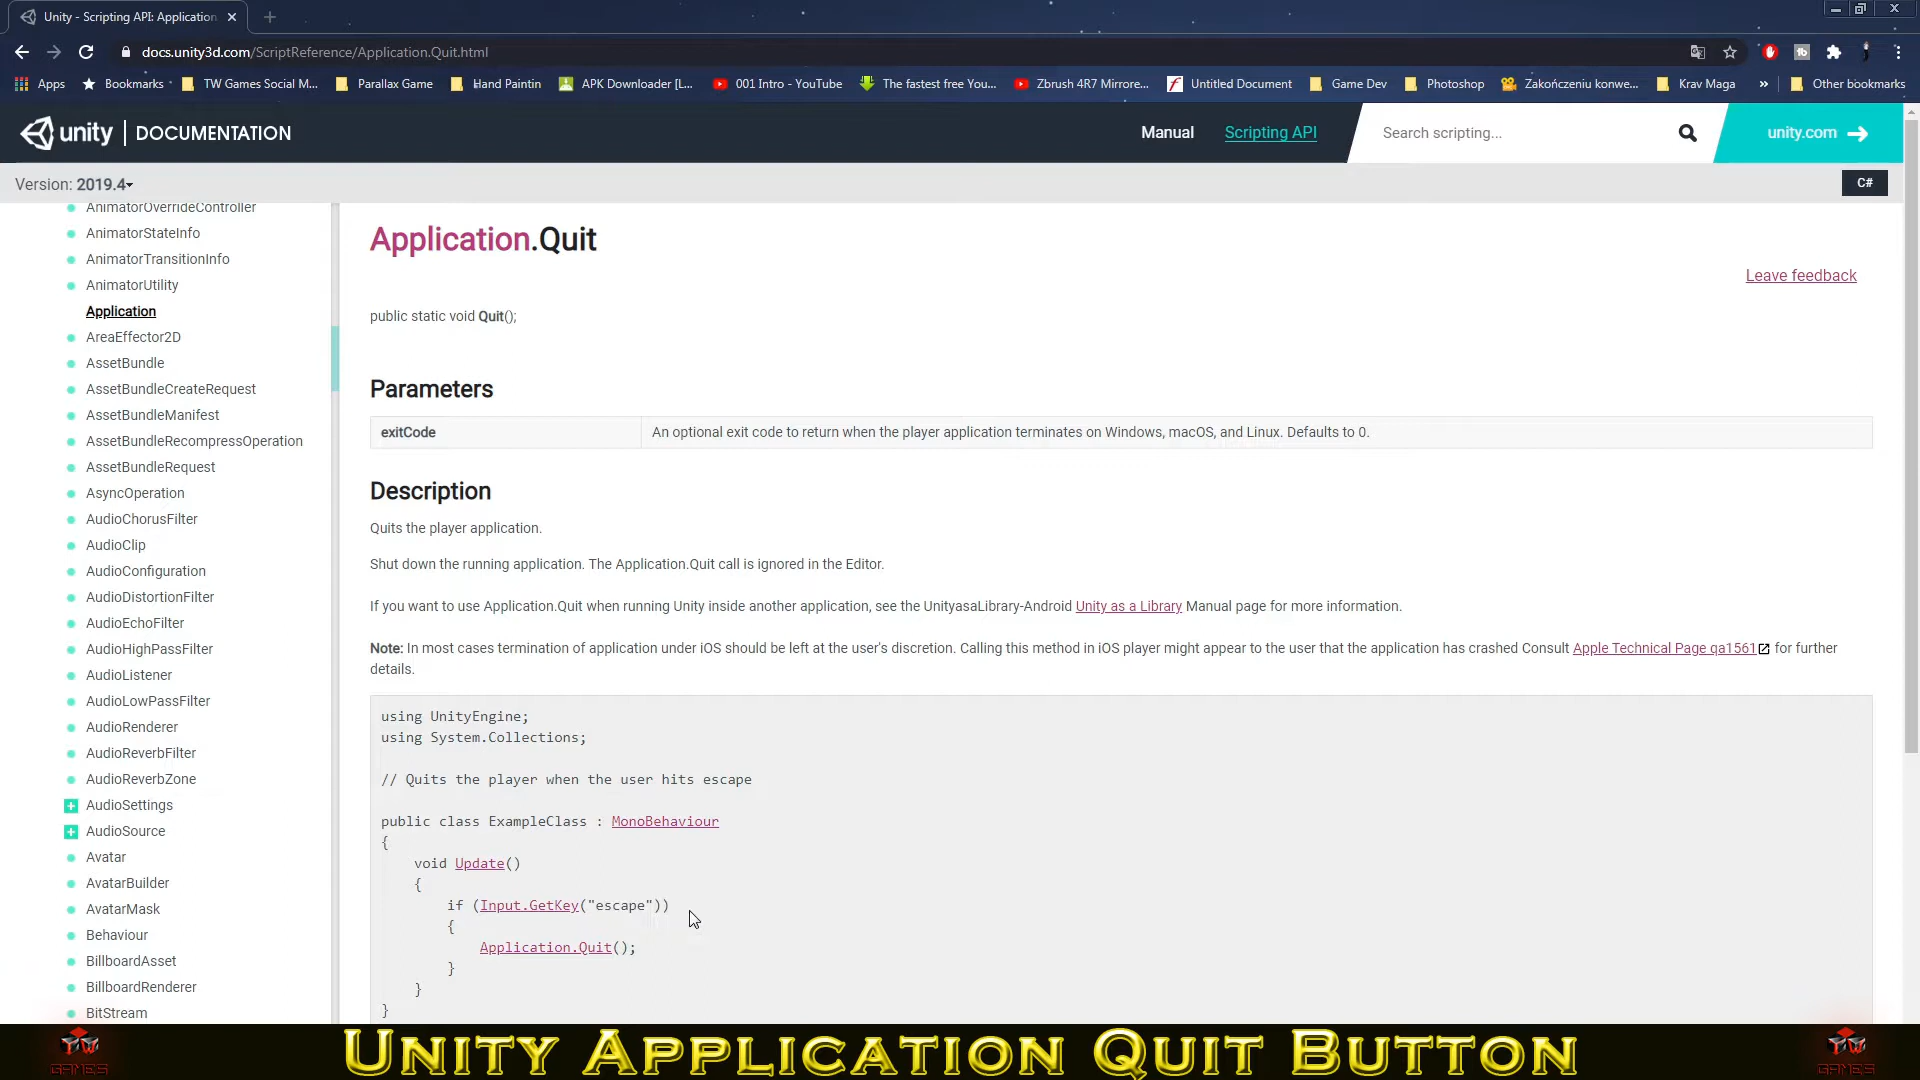 Unity - Scripting API: Application
docs.unity3d.com/ScriptReference/Application.Quit.html
Apps
Bookmarks
TW Games Social M...
Parallax Game
Hand Paintin
APK Downloader [L...
001 Intro - YouTube
The fastest free You...
Zbrush 4R7 Mirrore...
Untitled Document
Game Dev
Photoshop
Zakończeniu konwe...
Krav Maga
»
Other bookmarks
unity | DOCUMENTATION
Manual
Scripting API
Search scripting...
unity.com
Version: 2019.4
C#
AnimatorOverrideController
AnimatorStateInfo
AnimatorTransitionInfo
AnimatorUtility
Application
AreaEffector2D
AssetBundle
AssetBundleCreateRequest
AssetBundleManifest
AssetBundleRecompressOperation
AssetBundleRequest
AsyncOperation
AudioChorusFilter
AudioClip
AudioConfiguration
AudioDistortionFilter
AudioEchoFilter
AudioHighPassFilter
AudioListener
AudioLowPassFilter
AudioRenderer
AudioReverbFilter
AudioReverbZone
AudioSettings
AudioSource
Avatar
AvatarBuilder
AvatarMask
Behaviour
BillboardAsset
BillboardRenderer
BitStream
Application.Quit
Leave feedback
public static void Quit();
Parameters
exitCode
An optional exit code to return when the player application terminates on Windows, macOS, and Linux. Defaults to 0.
Description
Quits the player application.
Shut down the running application. The Application.Quit call is ignored in the Editor.
If you want to use Application.Quit when running Unity inside another application, see the UnityasaLibrary-Android Unity as a Library Manual page for more information.
Note: In most cases termination of application under iOS should be left at the user's discretion. Calling this method in iOS player might appear to the user that the application has crashed Consult Apple Technical Page qa1561 for further
details.
using UnityEngine;
using System.Collections;
// Quits the player when the user hits escape
public class ExampleClass : MonoBehaviour
{
void Update()
{
if (Input.GetKey("escape"))
{
Application.Quit();
}
}
}
TW
GAMES
UNITY APPLICATION QUIT BUTTON
TW
GAMES